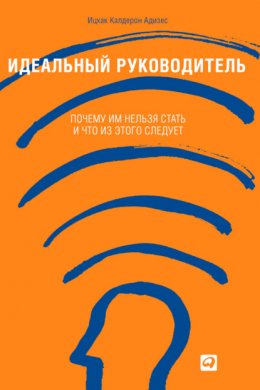 Ицхак Калдерон Адизес
ИДЕАЛЬНЫЙ РУКОВОДИТЕЛЬ
ПОЧЕМУ ИМ НЕЛЬЗЯ СТАТЬ
И ЧТО ИЗ ЭТОГО СЛЕДУЕТ